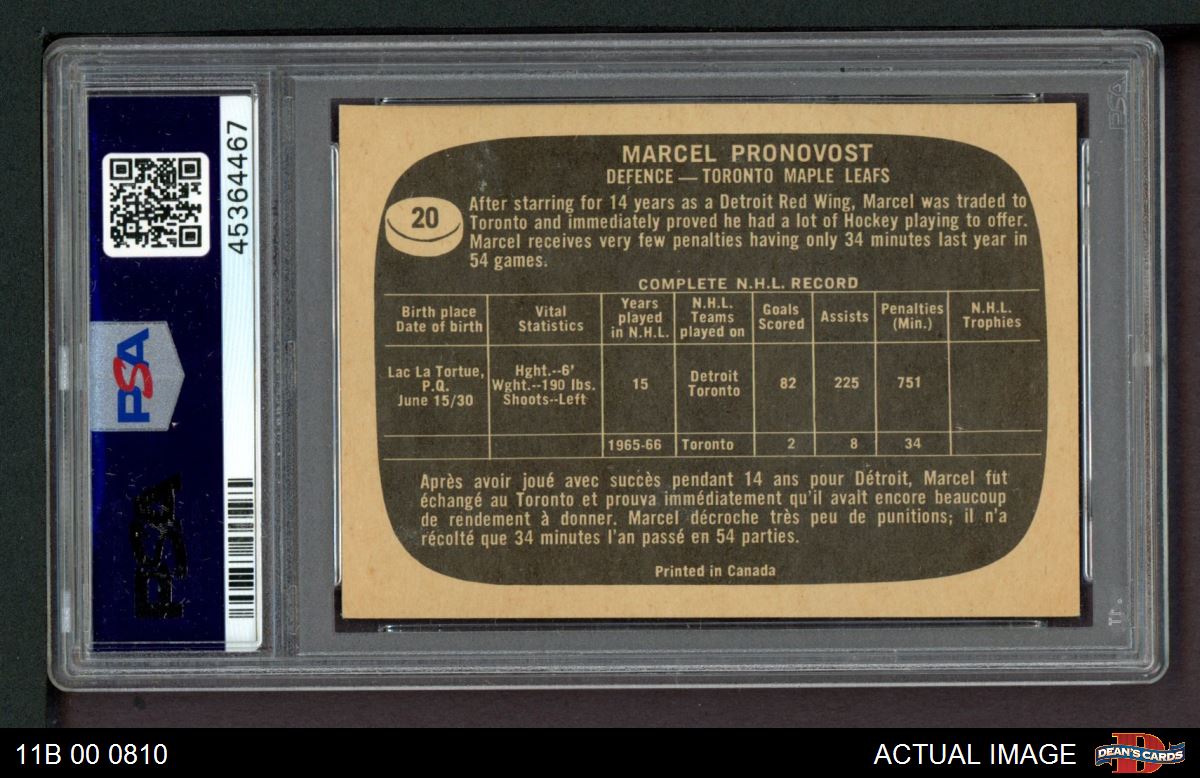 45364467
PSA
PSA
PSA
MARCEL PRONOVOST
DEFENCE — TORONTO MAPLE LEAFS
20
After starring for 14 years as a Detroit Red Wing, Marcel was traded to
Toronto and immediately proved he had a lot of Hockey playing to offer.
Marcel receives very few penalties having only 34 minutes last year in
54 games.
COMPLETE N.H.L. RECORD
Birth place
Date of birth
Vital
Statistics
Years
played
in N.H.L.
N.H.L.
Teams
played on
Goals
Scored
Assists
Penalties
(Min.)
N.H.L.
Trophies
Lac La Tortue,
P.Q.
June 15/30
Hght.--6'
Wght.--190 lbs.
Shoots--Left
15
Detroit
Toronto
82
225
751
1965-66
Toronto
2
8
34
Après avoir joué avec succès pendant 14 ans pour Détroit, Marcel fut
échangé au Toronto et prouva immédiatement qu'il avait encore beaucoup
de rendement à donner. Marcel décroche très peu de punitions; il n'a
récolté que 34 minutes l'an passé en 54 parties.
Printed in Canada
11B 00 0810
ACTUAL IMAGE
DEAN'S CARDS